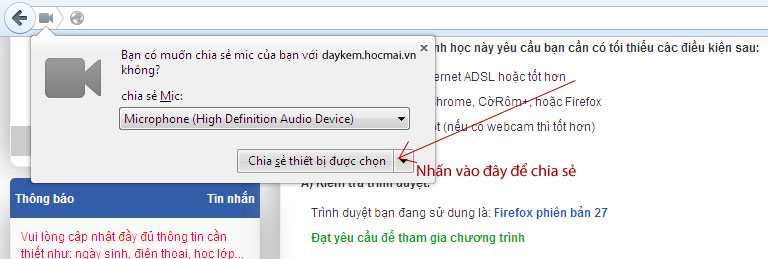 Bạn có muốn chia sẻ mic của bạn với daykem.hocmai.vn
không?
chia sẻ Mic:
Microphone (High Definition Audio Device)
Chia sẻ thiết bị được chọn
nh học này yêu cầu bạn cần có tối thiểu các điều kiện sau:
ernet ADSL hoặc tốt hơn
hrome, CờRôm+, hoặc Firefox
ot (nếu có webcam thì tốt hơn)
Nhấn vào đây để chia sẻ
A) Kiểm tra trình duyệt:
Trình duyệt bạn đang sử dụng là: Firefox phiên bản 27
Đạt yêu cầu để tham gia chương trình
Thông báo Tin nhắn
Vui lòng cập nhật đầy đủ thông tin cần
thiết như: ngày sinh, điện thoại, học lớp...